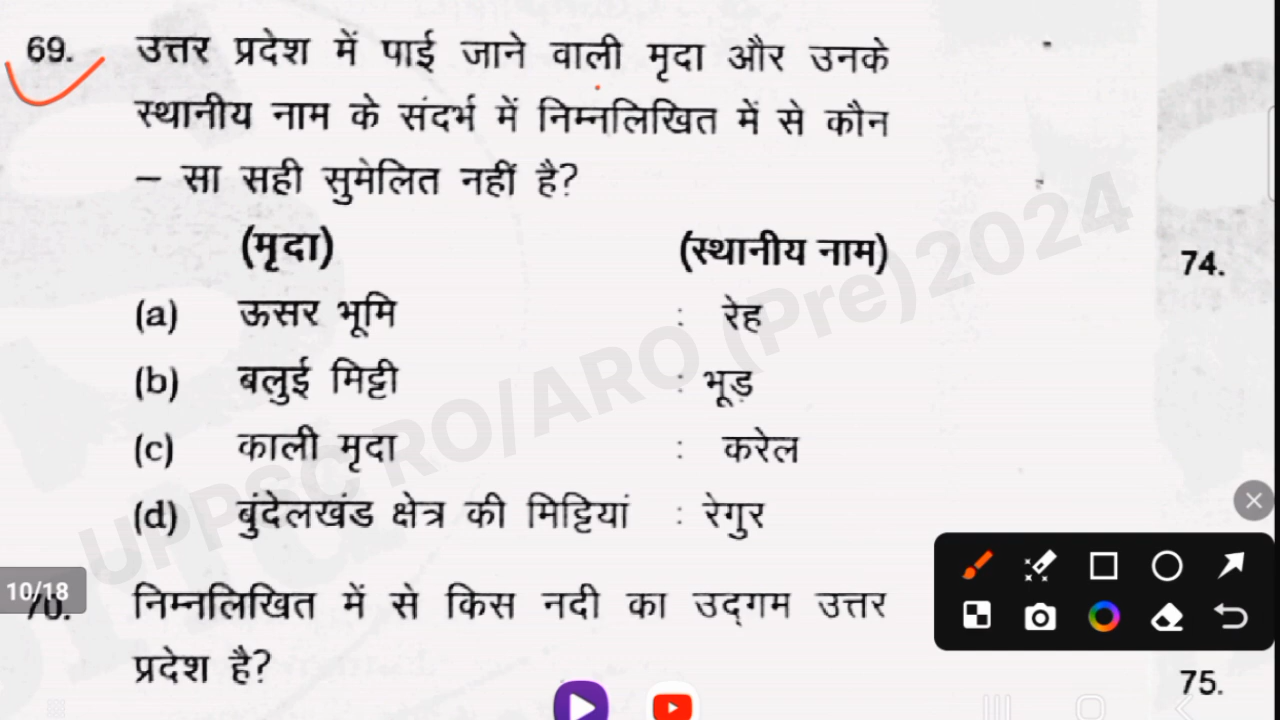 69. उत्तर प्रदेश में पाई जाने वाली मृदा और उनके
स्थानीय नाम के संदर्भ में निम्नलिखित में से कौन
– सा सही सुमेलित नहीं है?
(मृदा) (स्थानीय नाम)
(a) ऊसर भूमि : रेह
(b) बलुई मिट्टी : भूड़
(c) काली मृदा : करेल
(d) बुंदेलखंड क्षेत्र की मिट्टियां : रेगुर
70. निम्नलिखित में से किस नदी का उद्गम उत्तर
प्रदेश है?
74.
75.
10/18
UPPSC RO/ARO (Pre) 2024